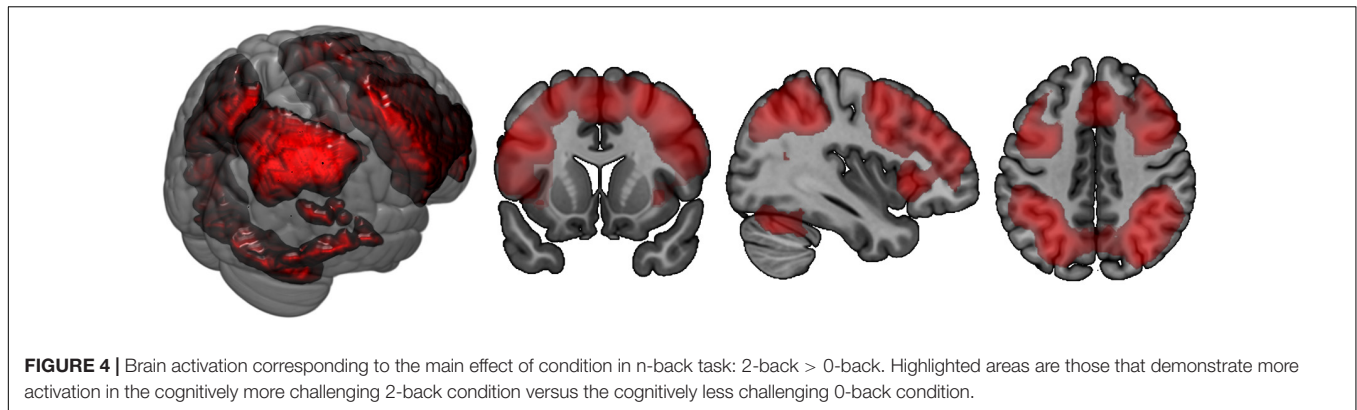 FIGURE 4 | Brain activation corresponding to the main effect of condition in n-back task: 2-back > 0-back. Highlighted areas are those that demonstrate more
activation in the cognitively more challenging 2-back condition versus the cognitively less challenging 0-back condition.